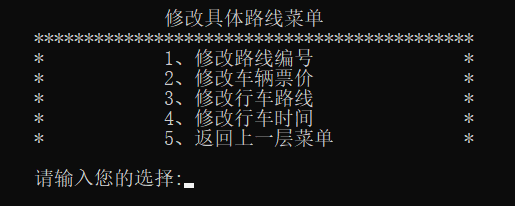 修改具体路线菜单
********************************************
* 1、修改路线编号 *
* 2、修改车辆票价 *
* 3、修改行车路线 *
* 4、修改行车时间 *
* 5、返回上一层菜单 *
请输入您的选择: